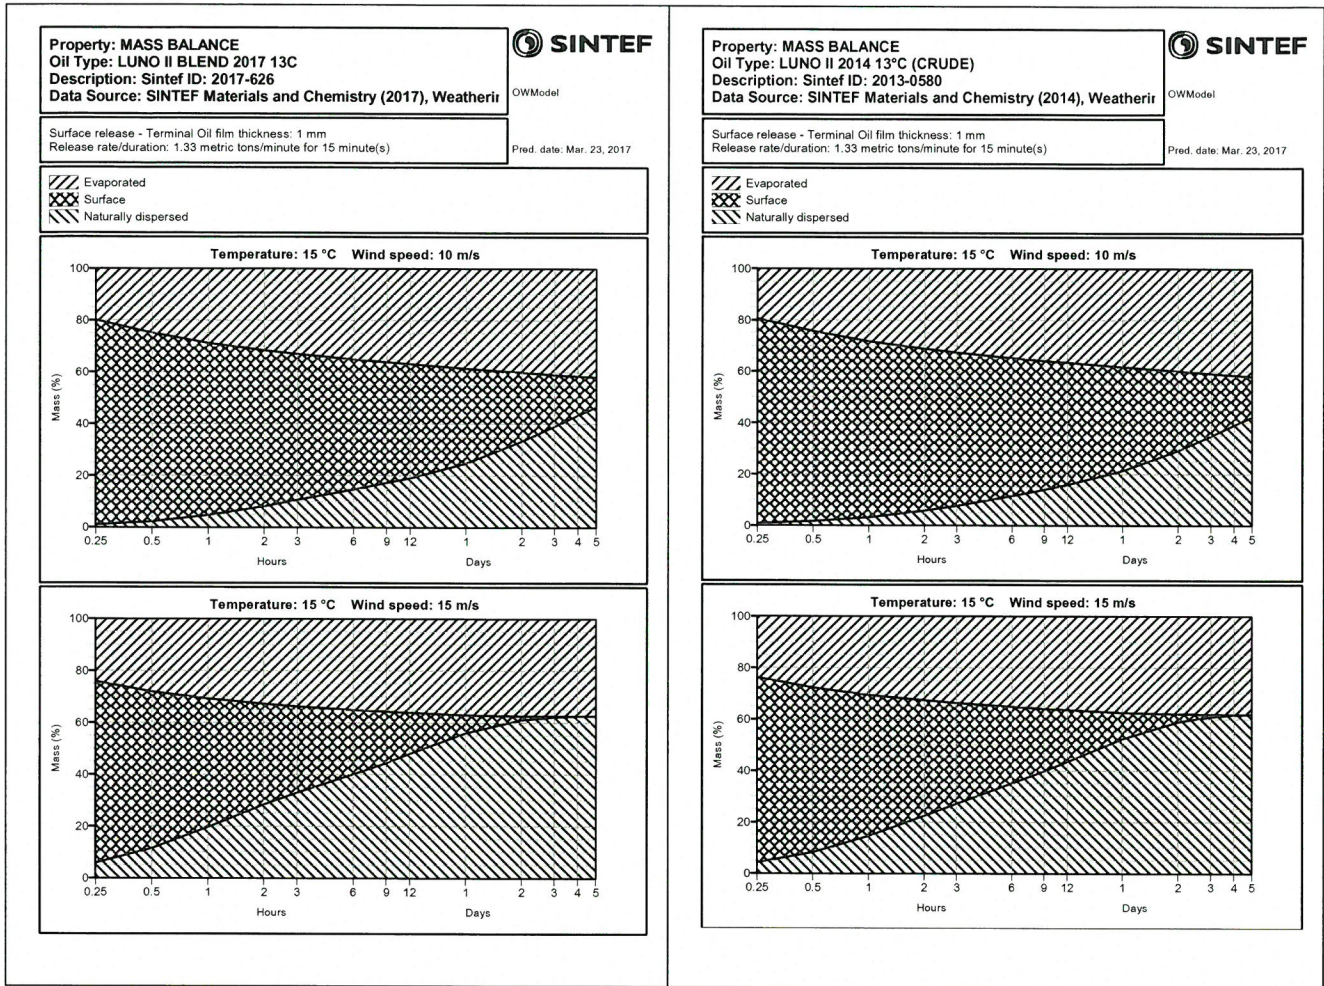 Property: MASS BALANCE
Oil Type: LUNO II BLEND 2017 13C
Description: Sintef ID: 2017-626
Data Source: SINTEF Materials and Chemistry (2017), Weatherin
SINTEF
OWModel
Surface release - Terminal Oil film thickness: 1 mm
Release rate/duration: 1.33 metric tons/minute for 15 minute(s)
Pred. date: Mar. 23, 2017
Evaporated
Surface
Naturally dispersed
Temperature: 15 °C Wind speed: 10 m/s
100
80
60
40
20
0
Mass (%)
0.25 0.5 1 2 3 6 9 12 1 2 3 4 5
Hours Days
Temperature: 15 °C Wind speed: 15 m/s
100
80
60
40
20
0
Mass (%)
0.25 0.5 1 2 3 6 9 12 1 2 3 4 5
Hours Days
Property: MASS BALANCE
Oil Type: LUNO II 2014 13°C (CRUDE)
Description: Sintef ID: 2013-0580
Data Source: SINTEF Materials and Chemistry (2014), Weatherin
SINTEF
OWModel
Surface release - Terminal Oil film thickness: 1 mm
Release rate/duration: 1.33 metric tons/minute for 15 minute(s)
Pred. date: Mar. 23, 2017
Evaporated
Surface
Naturally dispersed
Temperature: 15 °C Wind speed: 10 m/s
100
80
60
40
20
0
Mass (%)
0.25 0.5 1 2 3 6 9 12 1 2 3 4 5
Hours Days
Temperature: 15 °C Wind speed: 15 m/s
100
80
60
40
20
0
Mass (%)
0.25 0.5 1 2 3 6 9 12 1 2 3 4 5
Hours Days